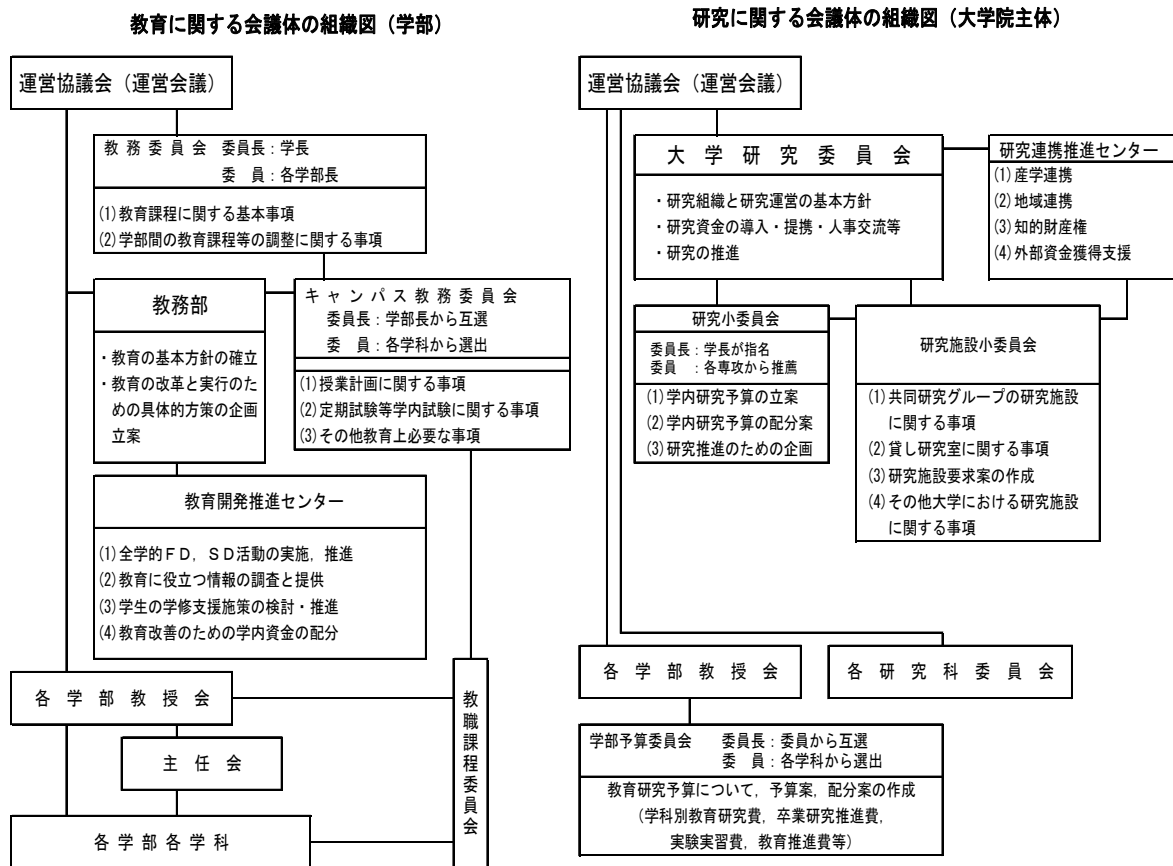 教育に関する会議体の組織図（学部）
運営協議会（運営会議）
教務委員会 委員長：学長
委 員：各学部長
(1) 教育課程に関する基本事項
(2) 学部間の教育課程等の調整に関する事項
教務部
・教育の基本方針の確立
・教育の改革と実行のた
めの具体的方策の企画
立案
キャンパス教務委員会
委員長：学部長から互選
委 員：各学科から選出
(1) 授業計画に関する事項
(2) 定期試験等学内試験に関する事項
(3) その他教育上必要な事項
教育開発推進センター
(1) 全学的ＦＤ，ＳＤ活動の実施，推進
(2) 教育に役立つ情報の調査と提供
(3) 学生の学修支援施策の検討・推進
(4) 教育改善のための学内資金の配分
各学部教授会
主任会
各学部各学科
教職課程委員会
研究に関する会議体の組織図（大学院主体）
運営協議会（運営会議）
大学研究委員会
・研究組織と研究運営の基本方針
・研究資金の導入・提携・人事交流等
・研究の推進
研究連携推進センター
(1) 産学連携
(2) 地域連携
(3) 知的財産権
(4) 外部資金獲得支援
研究小委員会
委員長：学長が指名
委員 ：各専攻から推薦
(1) 学内研究予算の立案
(2) 学内研究予算の配分案
(3) 研究推進のための企画
研究施設小委員会
(1) 共同研究グループの研究施設
に関する事項
(2) 貸し研究室に関する事項
(3) 研究施設要求案の作成
(4) その他大学における研究施設
に関する事項
各学部教授会
各研究科委員会
学部予算委員会 委員長：委員から互選
委 員：各学科から選出
教育研究予算について，予算案，配分案の作成
（学科別教育研究費，卒業研究推進費，
実験実習費，教育推進費等）